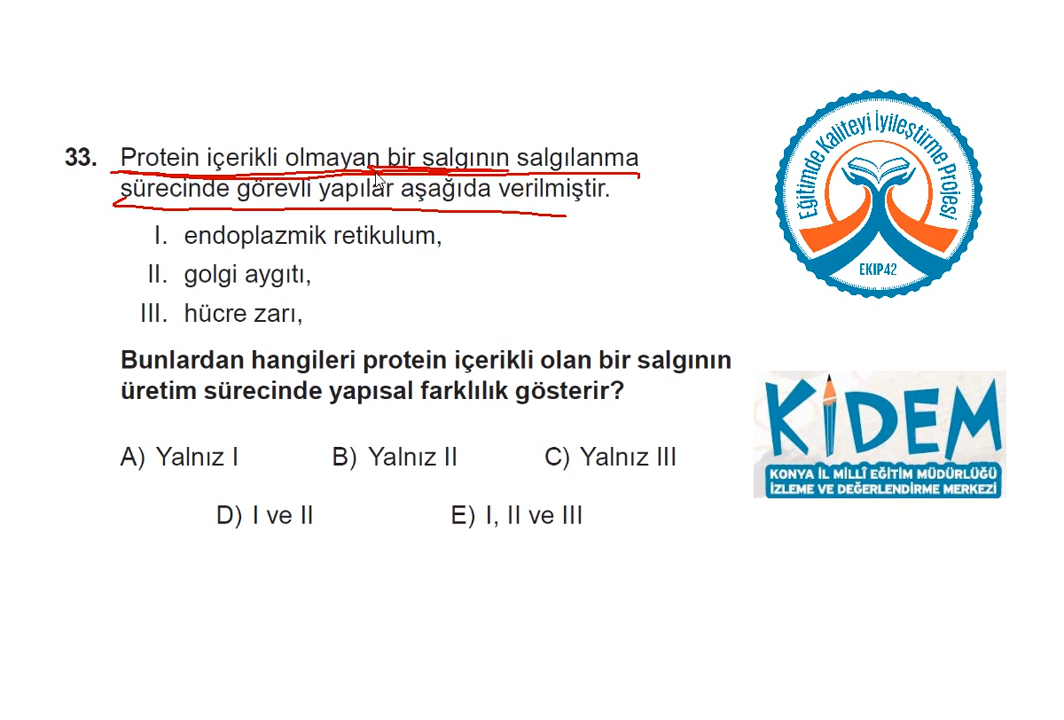 33. Protein içerikli olmayan bir salgının salgılanma
sürecinde görevli yapılar aşağıda verilmiştir.
I. endoplazmik retikulum,
II. golgi aygıtı,
III. hücre zarı,
Bunlardan hangileri protein içerikli olan bir salgının
üretim sürecinde yapısal farklılık gösterir?
A) Yalnız I B) Yalnız II C) Yalnız III
D) I ve II E) I, II ve III
Eğitimde Kaliteyi İyileştirme Projesi
EKIP42
KİDEM
KONYA İL MİLLÎ EĞİTİM MÜDÜRLÜĞÜ
İZLEME VE DEĞERLENDİRME MERKEZİ